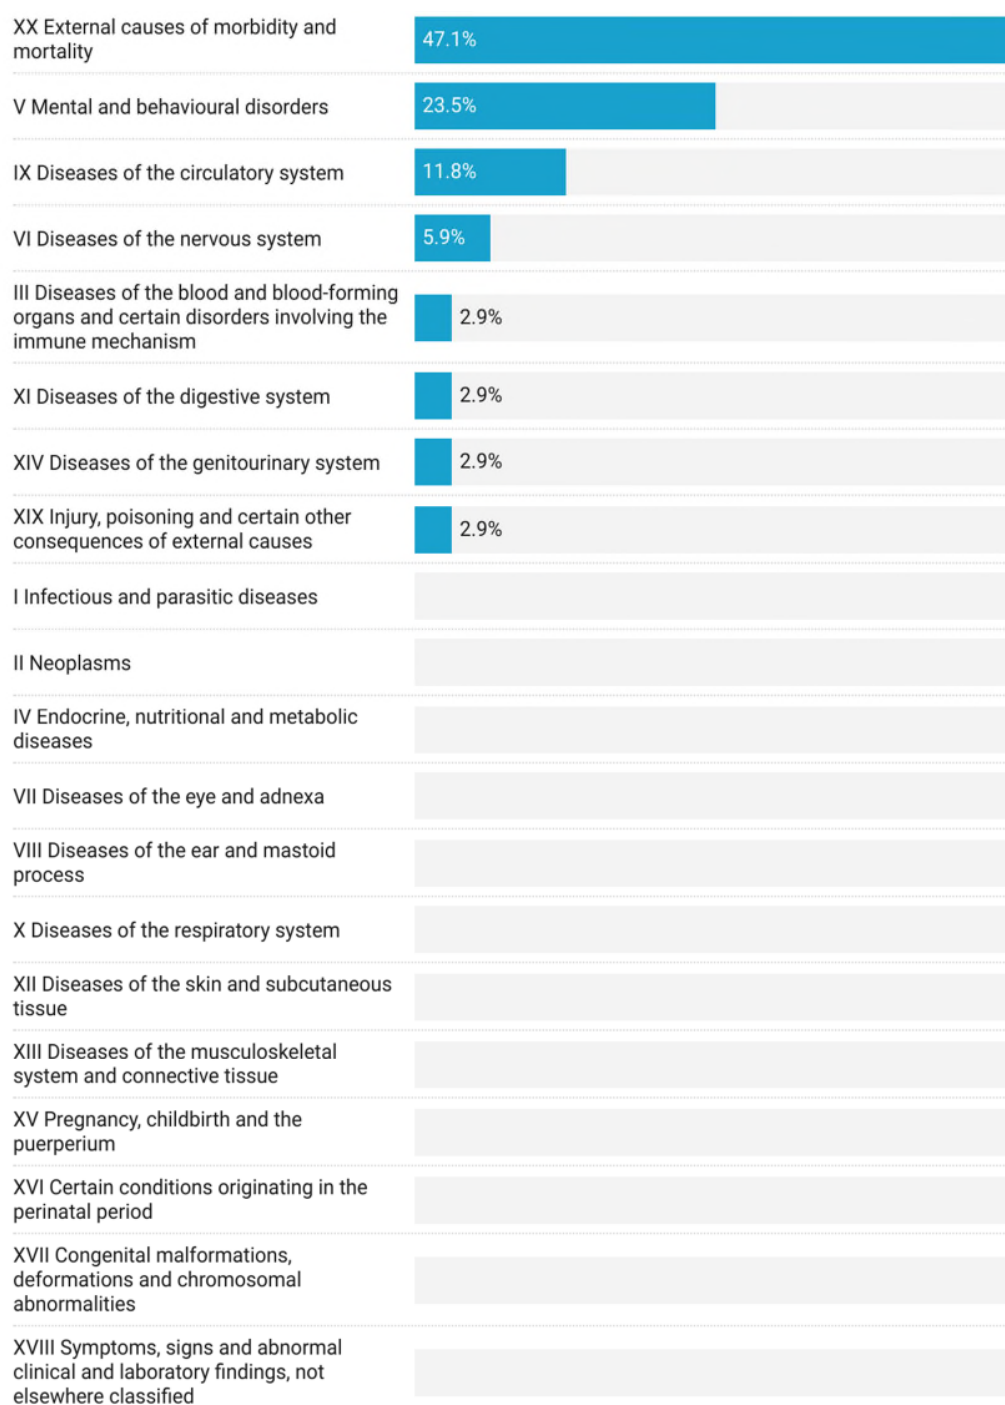 XX External causes of morbidity and
mortality
47.1%
V Mental and behavioural disorders
23.5%
IX Diseases of the circulatory system
11.8%
VI Diseases of the nervous system
5.9%
III Diseases of the blood and blood-forming
organs and certain disorders involving the
immune mechanism
2.9%
XI Diseases of the digestive system
2.9%
XIV Diseases of the genitourinary system
2.9%
XIX Injury, poisoning and certain other
consequences of external causes
2.9%
I Infectious and parasitic diseases
II Neoplasms
IV Endocrine, nutritional and metabolic
diseases
VII Diseases of the eye and adnexa
VIII Diseases of the ear and mastoid
process
X Diseases of the respiratory system
XII Diseases of the skin and subcutaneous
tissue
XIII Diseases of the musculoskeletal
system and connective tissue
XV Pregnancy, childbirth and the
puerperium
XVI Certain conditions originating in the
perinatal period
XVII Congenital malformations,
deformations and chromosomal
abnormalities
XVIII Symptoms, signs and abnormal
clinical and laboratory findings, not
elsewhere classified